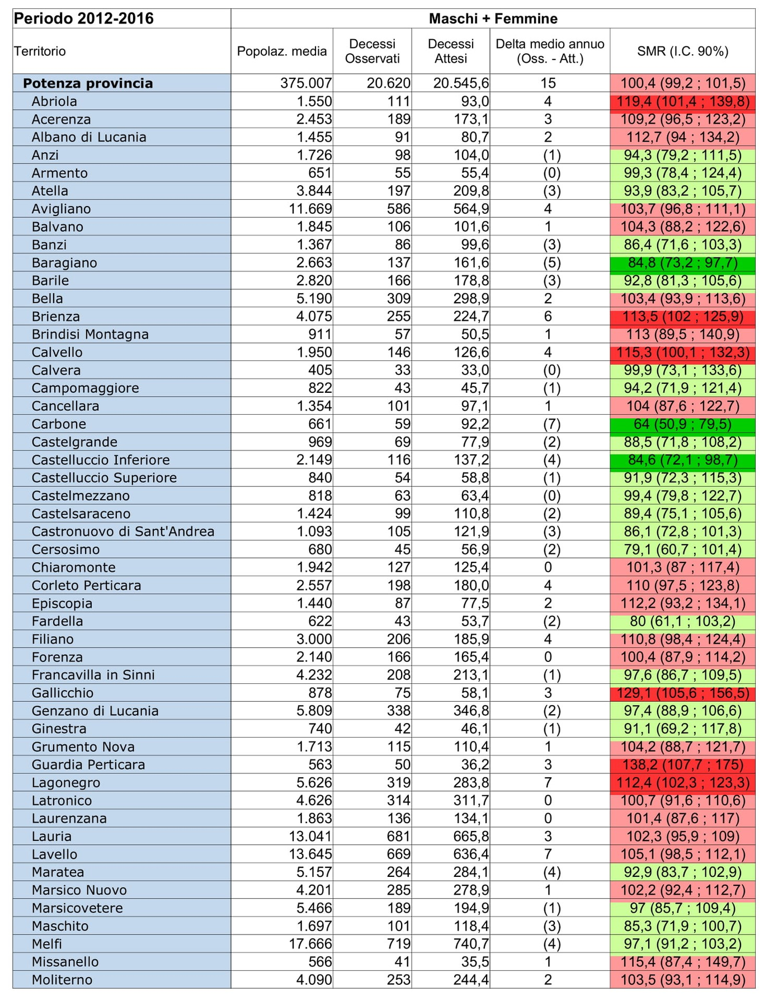 Periodo 2012-2016 Maschi + Femmine
Territorio Popolaz. media Decessi Osservati Decessi Attesi Delta medio annuo (Oss. - Att.) SMR (I.C. 90%)
Potenza provincia 375.007 20.620 20.545,6 15 100,4 (99,2 ; 101,5)
Abriola 1.550 111 93,0 4 119,4 (101,4 ; 139,8)
Acerenza 2.453 189 173,1 3 109,2 (96,5 ; 123,2)
Albano di Lucania 1.455 91 80,7 2 112,7 (94 ; 134,2)
Anzi 1.726 98 104,0 (1) 94,3 (79,2 ; 111,5)
Armento 651 55 55,4 (0) 99,3 (78,4 ; 124,4)
Atella 3.844 197 209,8 (3) 93,9 (83,2 ; 105,7)
Avigliano 11.669 586 564,9 4 103,7 (96,8 ; 111,1)
Balvano 1.845 106 101,6 1 104,3 (88,2 ; 122,6)
Banzi 1.367 86 99,6 (3) 86,4 (71,6 ; 103,3)
Baragiano 2.663 137 161,6 (5) 84,8 (73,2 ; 97,7)
Barile 2.820 166 178,8 (3) 92,8 (81,3 ; 105,6)
Bella 5.190 309 298,9 2 103,4 (93,9 ; 113,6)
Brienza 4.075 255 224,7 6 113,5 (102 ; 125,9)
Brindisi Montagna 911 57 50,5 1 113 (89,5 ; 140,9)
Calvello 1.950 146 126,6 4 115,3 (100,1 ; 132,3)
Calvera 405 33 33,0 (0) 99,9 (73,1 ; 133,6)
Campomaggiore 822 43 45,7 (1) 94,2 (71,9 ; 121,4)
Cancellara 1.354 101 97,1 1 104 (87,6 ; 122,7)
Carbone 661 59 92,2 (7) 64 (50,9 ; 79,5)
Castelgrande 969 69 77,9 (2) 88,5 (71,8 ; 108,2)
Castelluccio Inferiore 2.149 116 137,2 (4) 84,6 (72,1 ; 98,7)
Castelluccio Superiore 840 54 58,8 (1) 91,9 (72,3 ; 115,3)
Castelmezzano 818 63 63,4 (0) 99,4 (79,8 ; 122,7)
Castelsaraceno 1.424 99 110,8 (2) 89,4 (75,1 ; 105,6)
Castronuovo di Sant'Andrea 1.093 105 121,9 (3) 86,1 (72,8 ; 101,3)
Cersosimo 680 45 56,9 (2) 79,1 (60,7 ; 101,4)
Chiaromonte 1.942 127 125,4 0 101,3 (87 ; 117,4)
Corleto Perticara 2.557 198 180,0 4 110 (97,5 ; 123,8)
Episcopia 1.440 87 77,5 2 112,2 (93,2 ; 134,1)
Fardella 622 43 53,7 (2) 80 (61,1 ; 103,2)
Filiano 3.000 206 185,9 4 110,8 (98,4 ; 124,4)
Forenza 2.140 166 165,4 0 100,4 (87,9 ; 114,2)
Francavilla in Sinni 4.232 208 213,1 (1) 97,6 (86,7 ; 109,5)
Gallicchio 878 75 58,1 3 129,1 (105,6 ; 156,5)
Genzano di Lucania 5.809 338 346,8 (2) 97,4 (88,9 ; 106,6)
Ginestra 740 42 46,1 (1) 91,1 (69,2 ; 117,8)
Grumento Nova 1.713 115 110,4 1 104,2 (88,7 ; 121,7)
Guardia Perticara 563 50 36,2 3 138,2 (107,7 ; 175)
Lagonegro 5.626 319 283,8 7 112,4 (102,3 ; 123,3)
Latronico 4.626 314 311,7 0 100,7 (91,6 ; 110,6)
Laurenzana 1.863 136 134,1 0 101,4 (87,6 ; 117)
Lauria 13.041 681 665,8 3 102,3 (95,9 ; 109)
Lavello 13.645 669 636,4 7 105,1 (98,5 ; 112,1)
Maratea 5.157 264 284,1 (4) 92,9 (83,7 ; 102,9)
Marsico Nuovo 4.201 285 278,9 1 102,2 (92,4 ; 112,7)
Marsicovetere 5.466 189 194,9 (1) 97 (85,7 ; 109,4)
Maschito 1.697 101 118,4 (3) 85,3 (71,9 ; 100,7)
Melfi 17.666 719 740,7 (4) 97,1 (91,2 ; 103,2)
Missanello 566 41 35,5 1 115,4 (87,4 ; 149,7)
Moliterno 4.090 253 244,4 2 103,5 (93,1 ; 114,9)